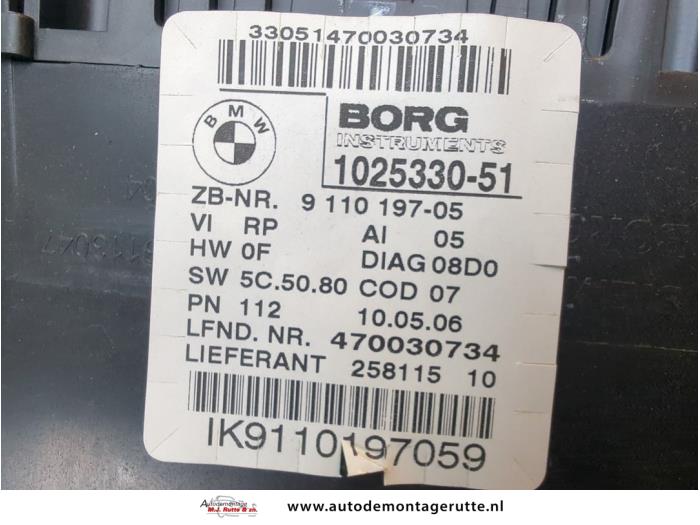 33051470030734
BMW
BORG
INSTRUMENTS
1025330-51
ZB-NR. 9 110 197-05
VI RP AI 05
HW 0F DIAG 08D0
SW 5C.50.80 COD 07
PN 112 10.05.06
LFND. NR. 470030734
LIEFERANT 258115 10
IK9110197059
Autodemontage
M.J. Rutte & zn.
www.autodemontagerutte.nl